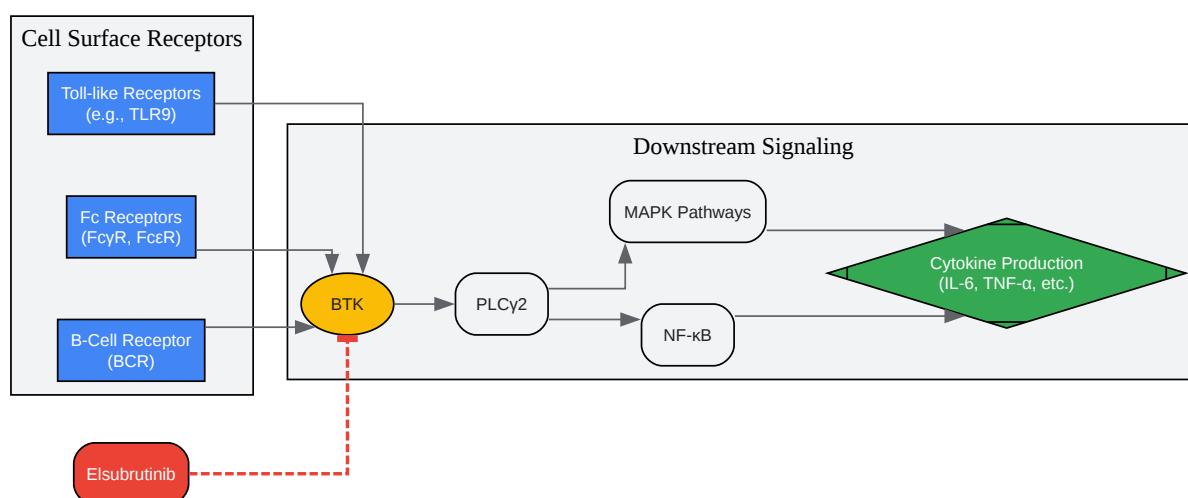 Cell Surface Receptors
Toll-like Receptors
(e.g., TLR9)
Fc Receptors
(FcγR, FcεR)
B-Cell Receptor
(BCR)
Elsubrutinib
Downstream Signaling
BTK
PLCγ2
MAPK Pathways
NF-κB
Cytokine Production
(IL-6, TNF-α, etc.)